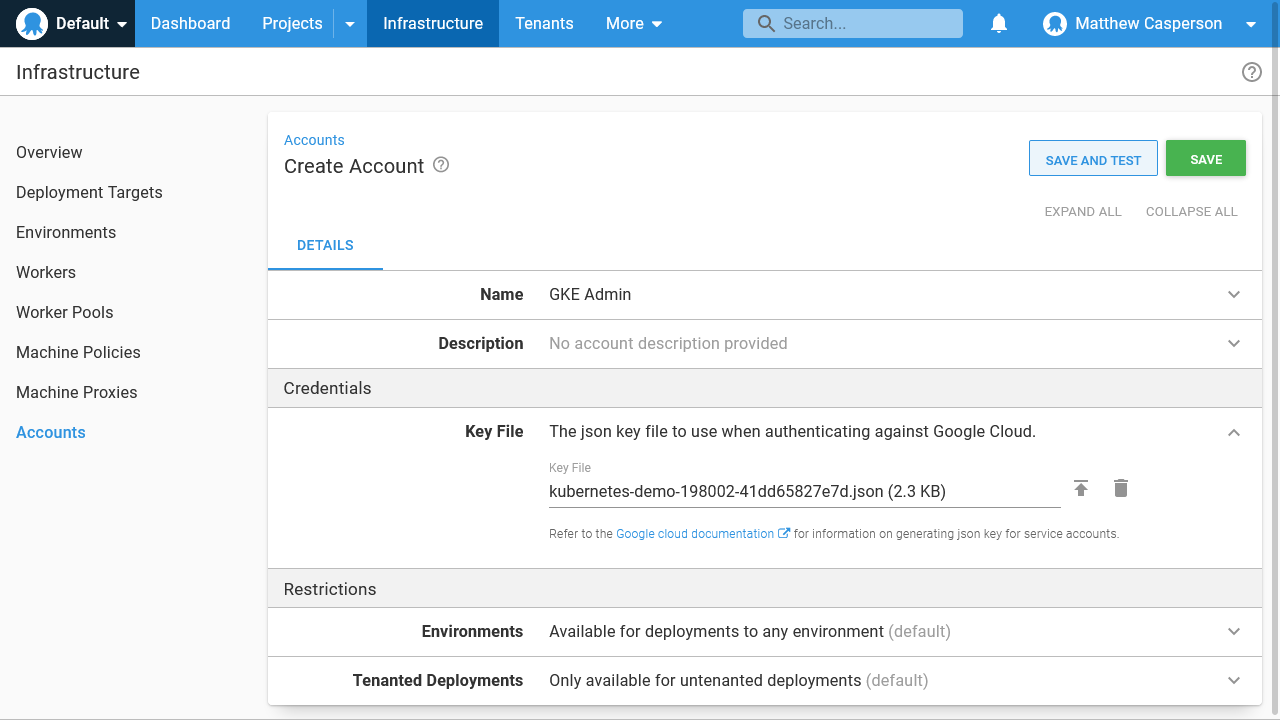 Default Dashboard Projects Infrastructure Tenants More Search... Matthew Casperson
Infrastructure
Overview
Deployment Targets
Environments
Workers
Worker Pools
Machine Policies
Machine Proxies
Accounts
Accounts
Create Account
SAVE AND TEST SAVE
EXPAND ALL COLLAPSE ALL
DETAILS
Name GKE Admin
Description No account description provided
Credentials
Key File The json key file to use when authenticating against Google Cloud.
Key File
kubernetes-demo-198002-41dd65827e7d.json (2.3 KB)
Refer to the Google cloud documentation for information on generating json key for service accounts.
Restrictions
Environments Available for deployments to any environment (default)
Tenanted Deployments Only available for untenanted deployments (default)